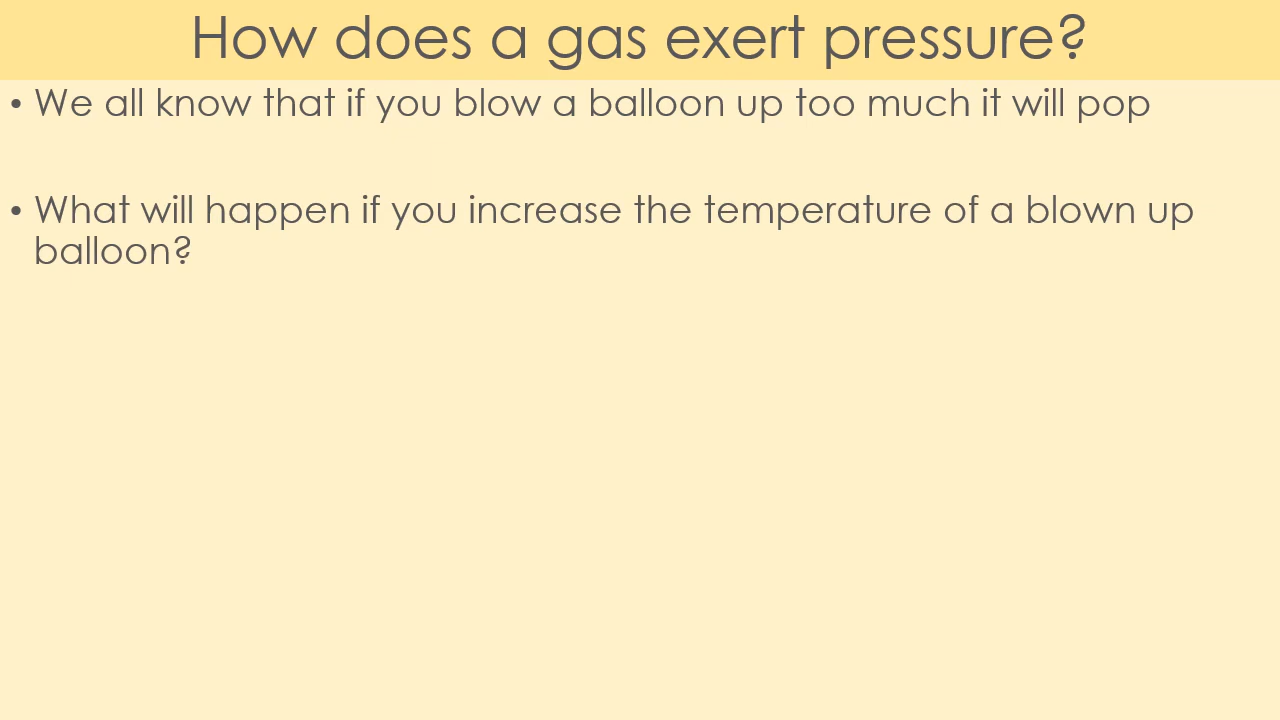 How does a gas exert pressure?
• We all know that if you blow a balloon up too much it will pop
• What will happen if you increase the temperature of a blown up
balloon?